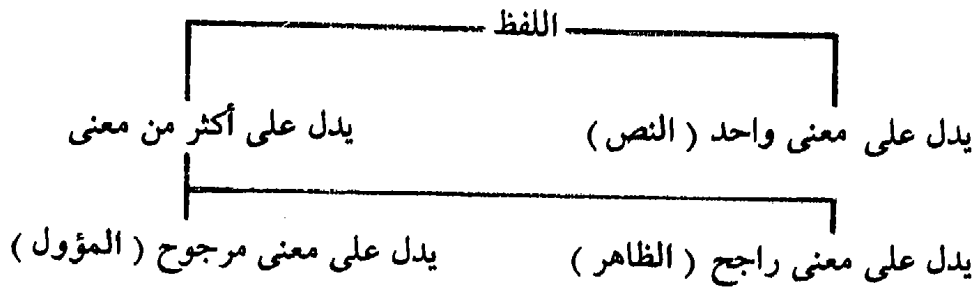 اللفظ
يدل على معنى واحد ( النص ) يدل على أكثر من معنى
يدل على معنى راجح ( الظاهر ) يدل على معنى مرجوح ( المؤول )